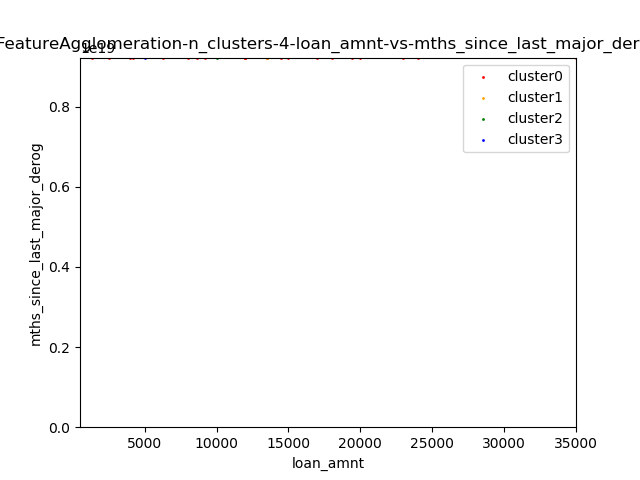 FeatureAgglomeration-n_clusters-4-loan_amnt-vs-mths_since_last_major_der
1e19
cluster0
cluster1
cluster2
cluster3
0.8
0.6
0.4
0.2
0.0
mths_since_last_major_derog
5000 10000 15000 20000 25000 30000 35000
loan_amnt